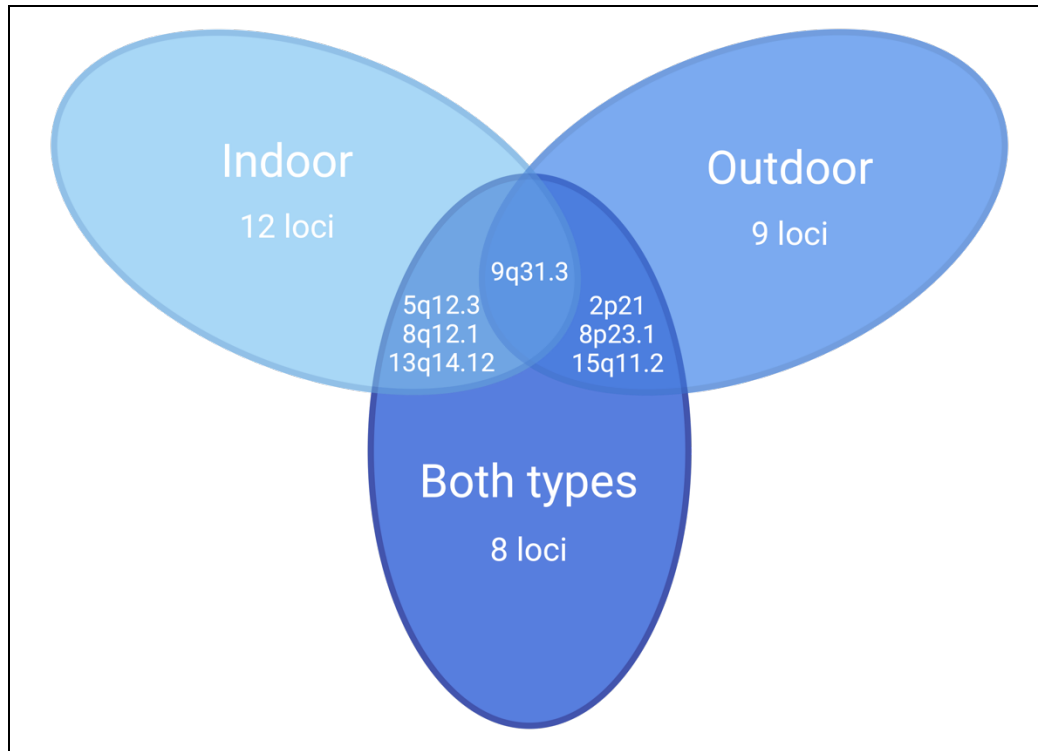 Indoor
12 loci
Outdoor
9 loci
9q31.3
5q12.3
8q12.1
13q14.12
2p21
8p23.1
15q11.2
Both types
8 loci